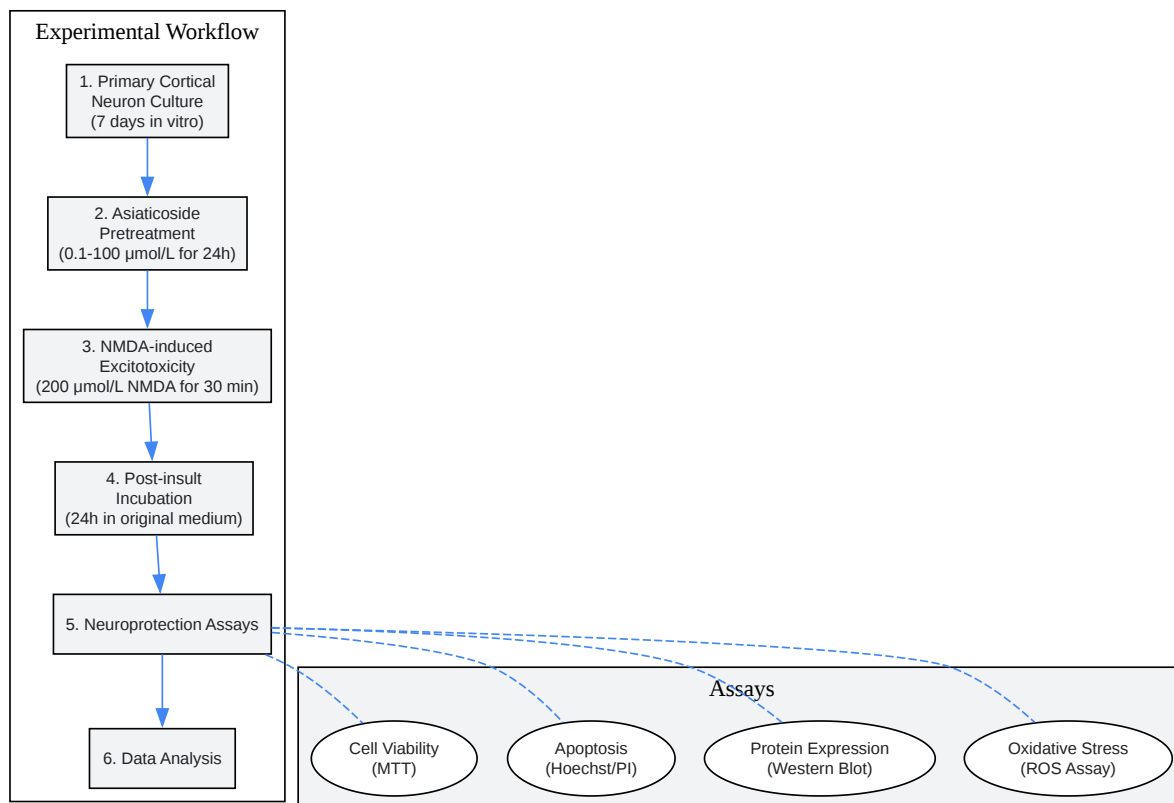 Experimental Workflow
1. Primary Cortical
Neuron Culture
(7 days in vitro)
2. Asiaticoside
Pretreatment
(0.1-100 μmol/L for 24h)
3. NMDA-induced
Excitotoxicity
(200 μmol/L NMDA for 30 min)
4. Post-insult
Incubation
(24h in original medium)
5. Neuroprotection Assays
6. Data Analysis
Assays
Cell Viability
(MTT)
Apoptosis
(Hoechst/PI)
Protein Expression
(Western Blot)
Oxidative Stress
(ROS Assay)